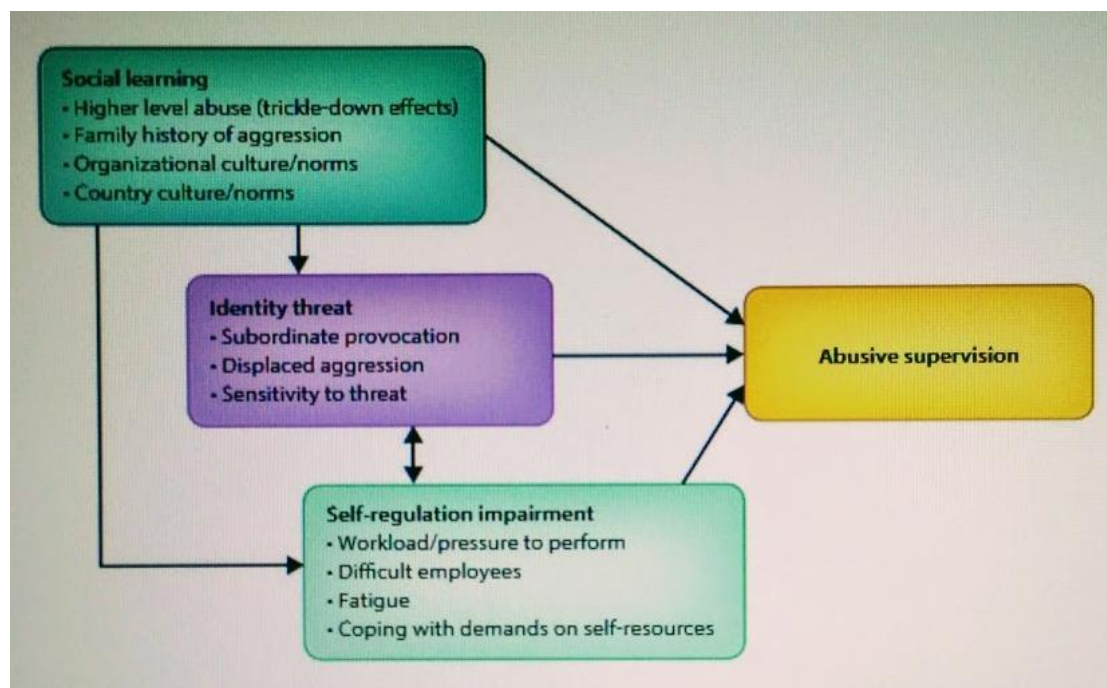 Social learning
• Higher level abuse (trickle-down effects)
• Family history of aggression
• Organizational culture/norms
• Country culture/norms
Identity threat
• Subordinate provocation
• Displaced aggression
• Sensitivity to threat
Abusive supervision
Self-regulation impairment
• Workload/pressure to perform
• Difficult employees
• Fatigue
• Coping with demands on self-resources